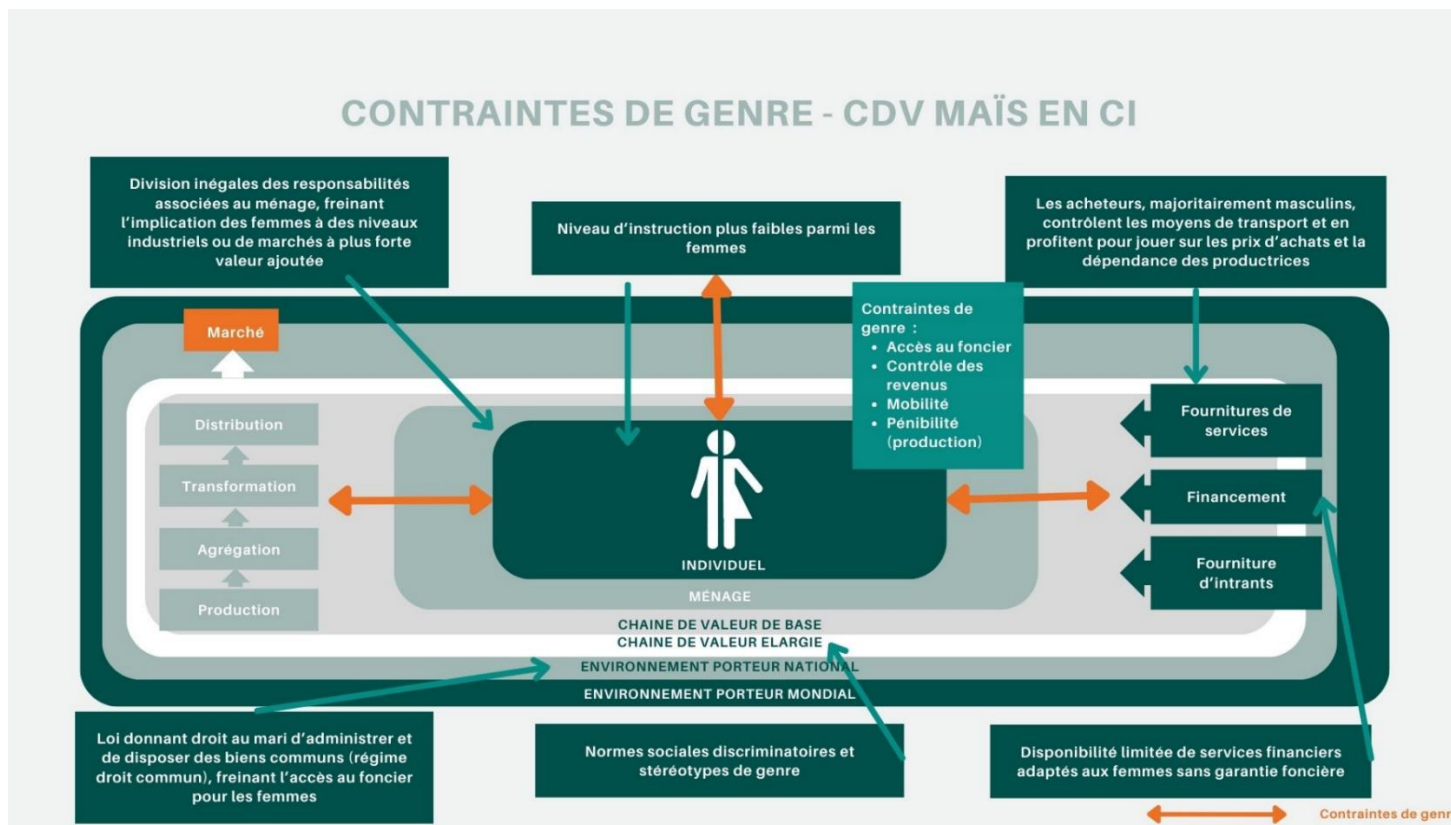 CONTRAINTES DE GENRE - CDV MAÏS EN CI
Division inégales des responsabilités
associées au ménage, freinant
l'implication des femmes à des niveaux
industriels ou de marchés à plus forte
valeur ajoutée
Niveau d'instruction plus faibles parmi les
femmes
Les acheteurs, majoritairement masculins,
contrôlent les moyens de transport et en
profitent pour jouer sur les prix d'achats et la
dépendance des productrices
Contraintes de
genre :
• Accès au foncier
• Contrôle des
revenus
• Mobilité
• Pénibilité
(production)
Marché
Distribution
Transformation
Agrégation
Production
Fournitures de
services
Financement
Fourniture
d'intrants
INDIVIDUEL
MÉNAGE
CHAINE DE VALEUR DE BASE
CHAINE DE VALEUR ELARGIE
ENVIRONNEMENT PORTEUR NATIONAL
ENVIRONNEMENT PORTEUR MONDIAL
Loi donnant droit au mari d'administrer et
de disposer des biens communs (régime
droit commun), freinant l'accès au foncier
pour les femmes
Normes sociales discriminatoires et
stéréotypes de genre
Disponibilité limitée de services financiers
adaptés aux femmes sans garantie foncière
Contraintes de genr